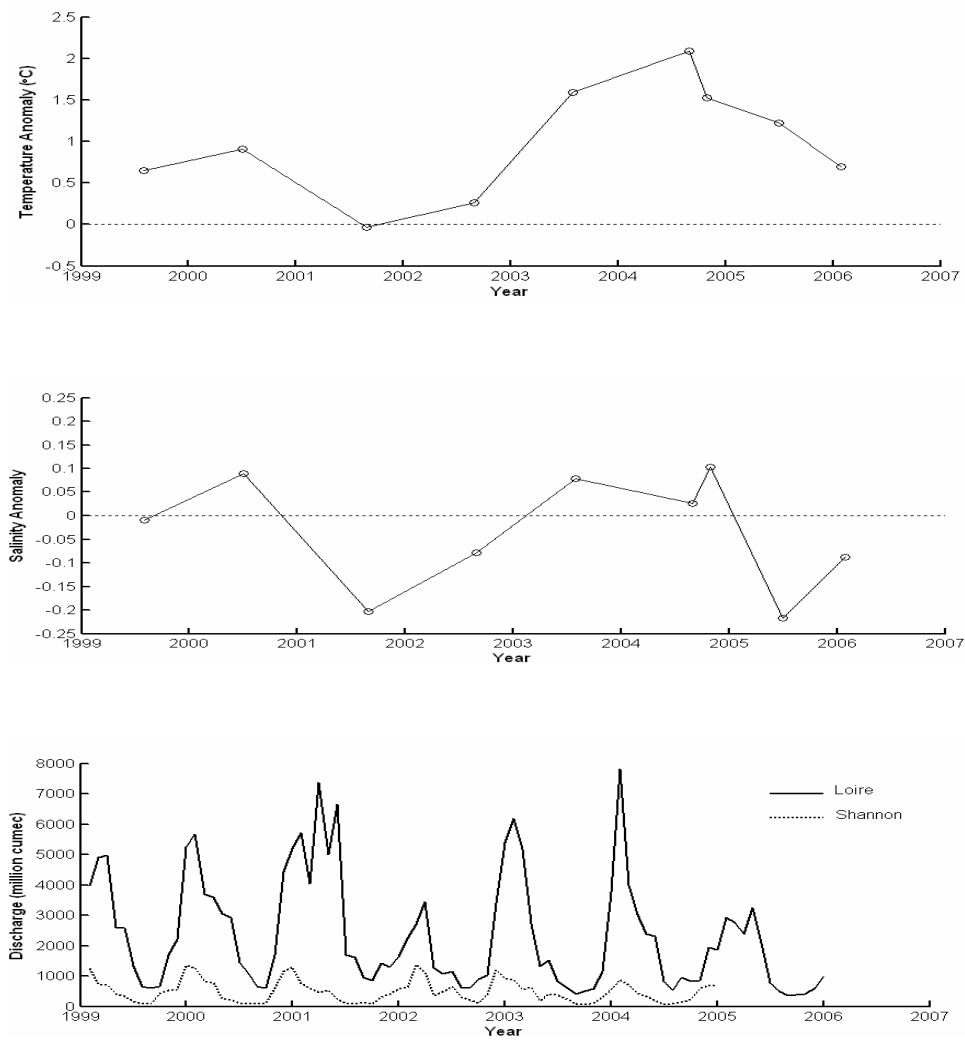 2.5
2
1.5
1
0.5
0
-0.5
Temperature Anomaly (°C)
1999 2000 2001 2002 2003 2004 2005 2006 2007
Year
0.25
0.2
0.15
0.1
0.05
0
-0.05
-0.1
-0.15
-0.2
-0.25
Salinity Anomaly
1999 2000 2001 2002 2003 2004 2005 2006 2007
Year
8000
7000
6000
5000
4000
3000
2000
1000
0
Discharge (million cumec)
Loire
Shannon
1999 2000 2001 2002 2003 2004 2005 2006 2007
Year